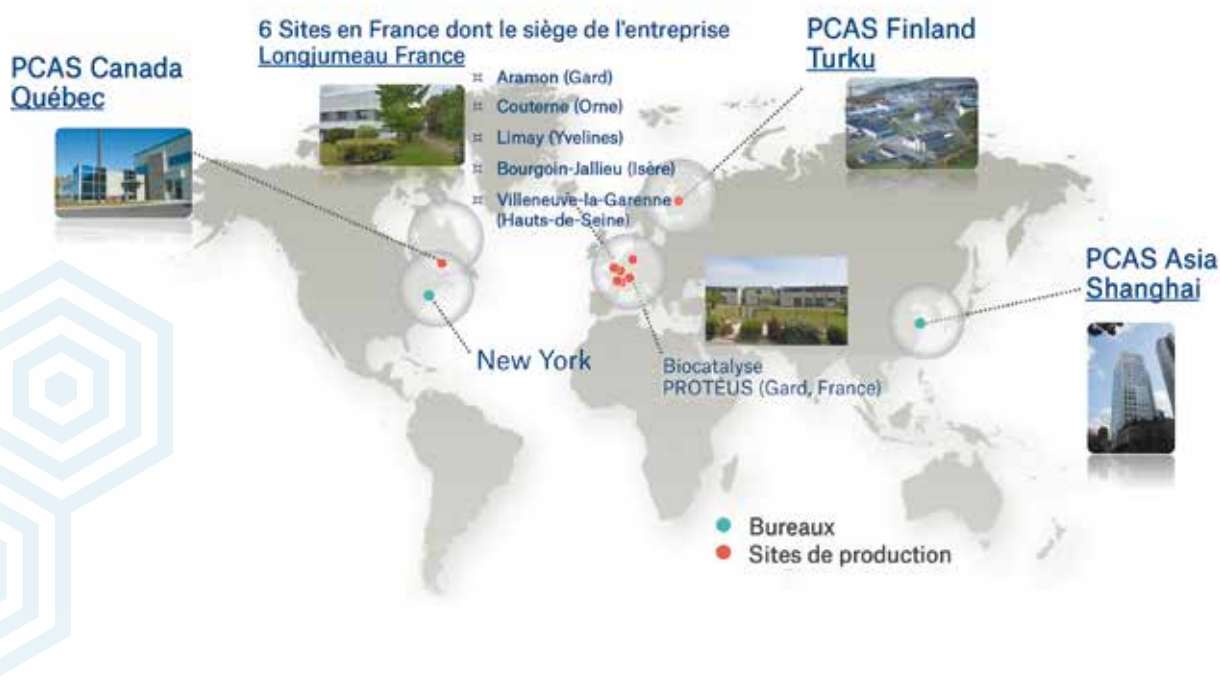 6 Sites en France dont le siège de l'entreprise
Longjumeau France
PCAS Finland
Turku
PCAS Canada
Québec
¤ Aramon (Gard)
¤ Couterne (Orne)
¤ Limay (Yvelines)
¤ Bourgoin-Jallieu (Isère)
¤ Villeneuve-la-Garenne
(Hauts-de-Seine)
PCAS Asia
Shanghai
New York
Biocatalyse
PROTÉUS (Gard, France)
Bureaux
Sites de production